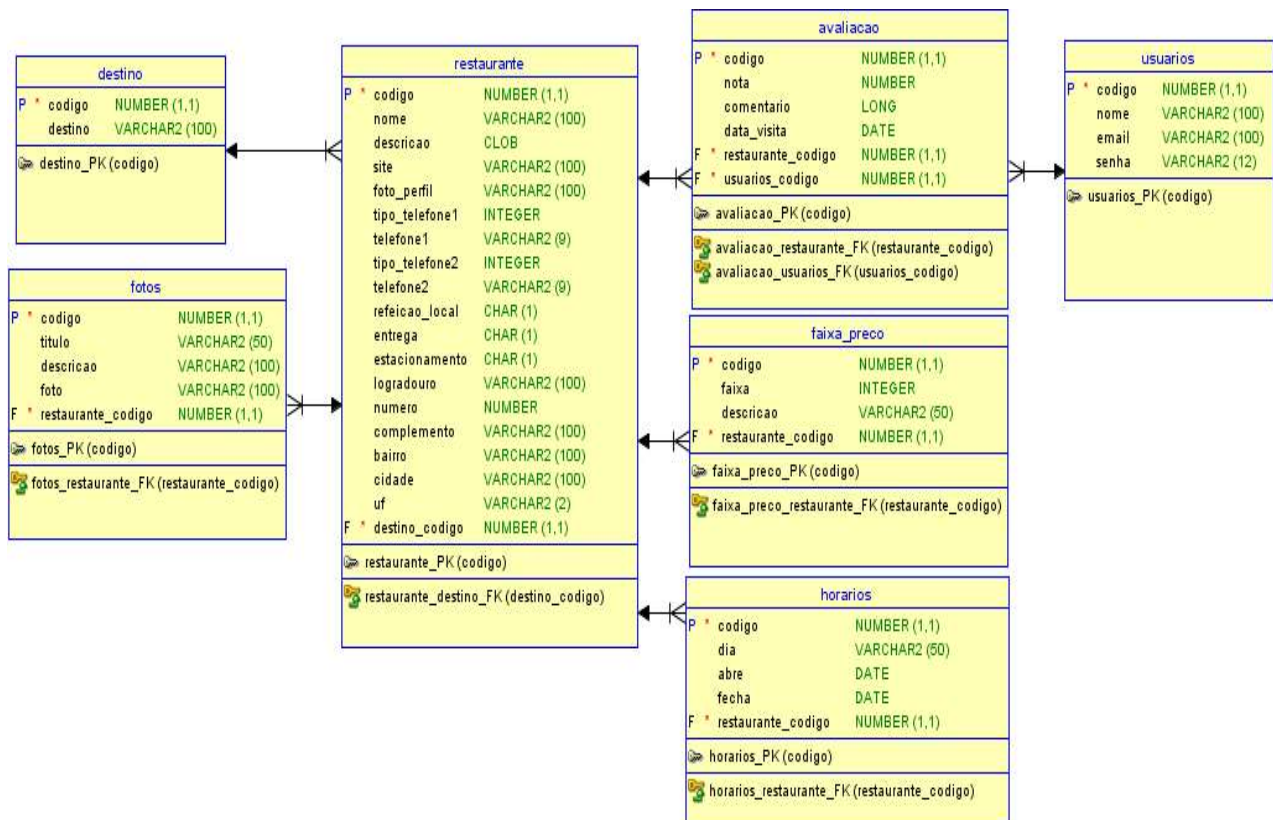 destino
P * codigo NUMBER (1,1)
destino VARCHAR2 (100)
destino_PK (codigo)
fotos
P * codigo NUMBER (1,1)
titulo VARCHAR2 (50)
descricao VARCHAR2 (100)
foto VARCHAR2 (100)
F * restaurante_codigo NUMBER (1,1)
fotos_PK (codigo)
fotos_restaurante_FK (restaurante_codigo)
restaurante
P * codigo NUMBER (1,1)
nome VARCHAR2 (100)
descricao CLOB
site VARCHAR2 (100)
foto_perfil VARCHAR2 (100)
tipo_telefone1 INTEGER
telefone1 VARCHAR2 (9)
tipo_telefone2 INTEGER
telefone2 VARCHAR2 (9)
refeicao_local CHAR (1)
entrega CHAR (1)
estacionamento CHAR (1)
logradouro VARCHAR2 (100)
numero NUMBER
complemento VARCHAR2 (100)
bairro VARCHAR2 (100)
cidade VARCHAR2 (100)
uf VARCHAR2 (2)
F * destino_codigo NUMBER (1,1)
restaurante_PK (codigo)
restaurante_destino_FK (destino_codigo)
avaliacao
P * codigo NUMBER (1,1)
nota NUMBER
comentario LONG
data_visita DATE
F * restaurante_codigo NUMBER (1,1)
F * usuarios_codigo NUMBER (1,1)
avaliacao_PK (codigo)
avaliacao_restaurante_FK (restaurante_codigo)
avaliacao_usuarios_FK (usuarios_codigo)
usuarios
P * codigo NUMBER (1,1)
nome VARCHAR2 (100)
email VARCHAR2 (100)
senha VARCHAR2 (12)
usuarios_PK (codigo)
faixa_preco
P * codigo NUMBER (1,1)
faixa INTEGER
descricao VARCHAR2 (50)
F * restaurante_codigo NUMBER (1,1)
faixa_preco_PK (codigo)
faixa_preco_restaurante_FK (restaurante_codigo)
horarios
P * codigo NUMBER (1,1)
dia VARCHAR2 (50)
abre DATE
fecha DATE
F * restaurante_codigo NUMBER (1,1)
horarios_PK (codigo)
horarios_restaurante_FK (restaurante_codigo)